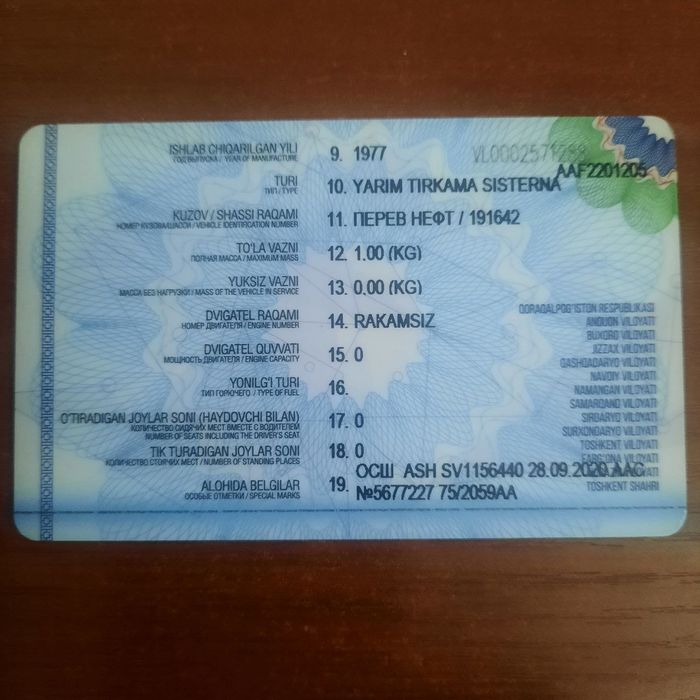 ISHLAB CHIQARILGAN YILI 9. 1977
ГОД ВЫПУСКА / YEAR OF MANUFACTURE
AAF2201205
TURI 10. YARIM TIRKAMA SISTERNA
ТИП / TYPE
KUZOV / SHASSI RAQAMI 11. ПЕРЕВ НЕФТ / 191642
НОМЕР КУЗОВА/ШАССИ / VEHICLE IDENTIFICATION NUMBER
TO'LA VAZNI 12. 1.00 (KG)
ПОЛНАЯ МАССА / MAXIMUM MASS
YUKSIZ VAZNI 13. 0.00 (KG)
МАССА БЕЗ НАГРУЗКИ / MASS OF THE VEHICLE IN SERVICE
QORAQALPOG'ISTON RESPUBLIKASI
DVIGATEL RAQAMI 14. RAKAMSIZ
НОМЕР ДВИГАТЕЛЯ / ENGINE NUMBER
ANDIJON VILOYATI
BUXORO VILOYATI
DVIGATEL QUVVATI 15. 0
МОЩНОСТЬ ДВИГАТЕЛЯ / ENGINE CAPACITY
JIZZAX VILOYATI
QASHQADARYO VILOYATI
NAVOIY VILOYATI
YONILG'I TURI 16.
ТИП ГОРЮЧЕГО / TYPE OF FUEL
NAMANGAN VILOYATI
SAMARQAND VILOYATI
O'TIRADIGAN JOYLAR SONI (HAYDOVCHI BILAN) 17. 0
КОЛИЧЕСТВО СИДЯЧИХ МЕСТ ВМЕСТЕ С ВОДИТЕЛЕМ
NUMBER OF SEATS INCLUDING THE DRIVER'S SEAT
SIRDARYO VILOYATI
SURXONDARYO VILOYATI
TIK TURADIGAN JOYLAR SONI 18. 0
КОЛИЧЕСТВО СТОЯЧИХ МЕСТ / NUMBER OF STANDING PLACES
TOSHKENT VILOYATI
FARG'ONA VILOYATI
ALOHIDA BELGILAR 19. ОСШ ASH SV1156440 28.09.2020 AAC
ОСОБЫЕ ОТМЕТКИ / SPECIAL MARKS
№5677227 75/2059AA
TOSHKENT SHAHRI